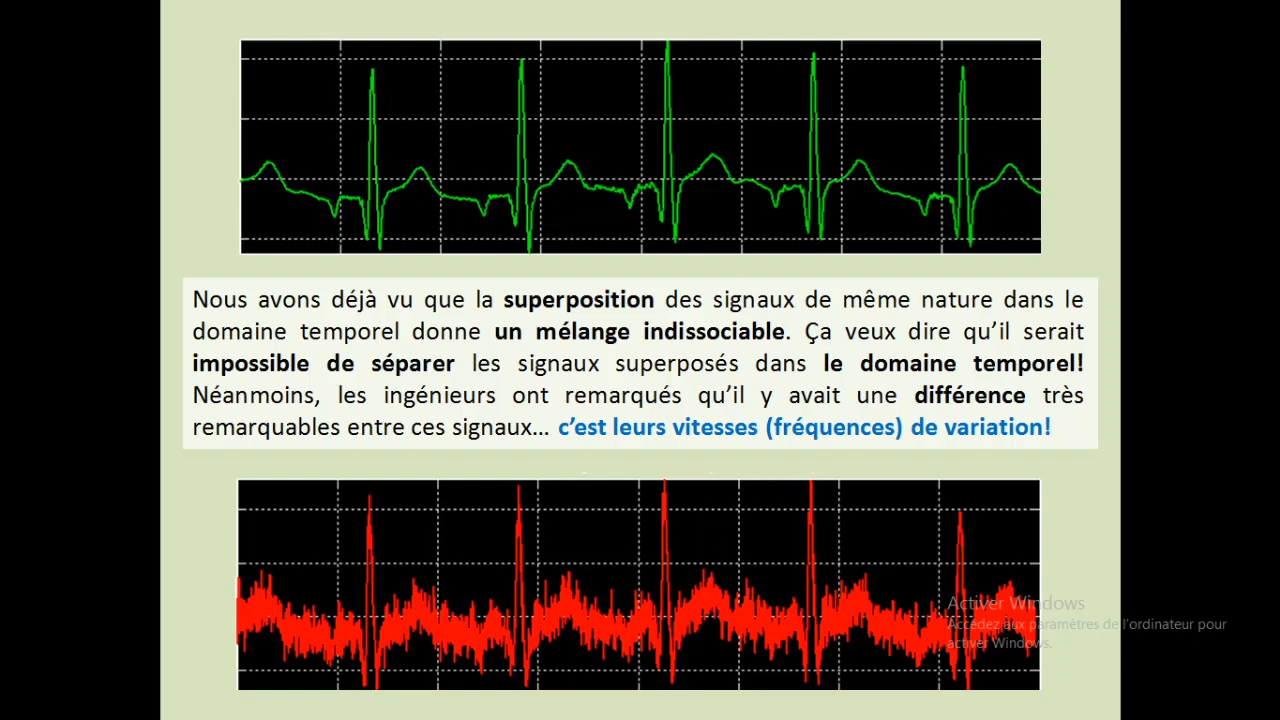 Nous avons déjà vu que la superposition des signaux de même nature dans le
domaine temporel donne un mélange indissociable. Ça veux dire qu'il serait
impossible de séparer les signaux superposés dans le domaine temporel!
Néanmoins, les ingénieurs ont remarqués qu'il y avait une différence très
remarquables entre ces signaux... c'est leurs vitesses (fréquences) de variation!
Activer Windows
Accédez aux paramètres de l'ordinateur pour
activer Windows.